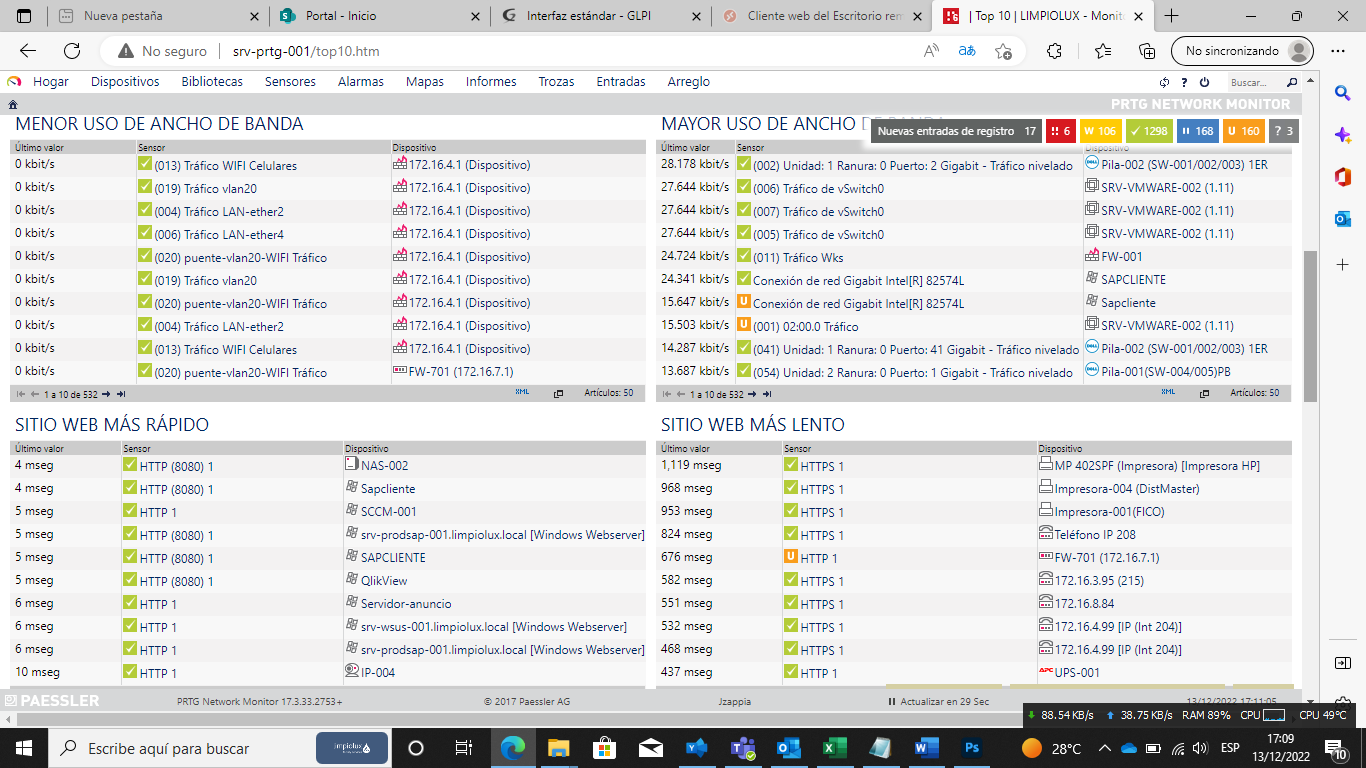 Nueva pestaña
Portal - Inicio
Interfaz estándar - GLPI
Cliente web del Escritorio rem
| Top 10 | LIMPIOLUX - Monito
No seguro
srv-prtg-001/top10.htm
No sincronizando
Hogar Dispositivos Bibliotecas Sensores Alarmas Mapas Informes Trozas Entradas Arreglo
Buscar...
PRTG NETWORK MONITOR
Nuevas entradas de registro 17 6 W 106 1298 168 U 160 ? 3
MENOR USO DE ANCHO DE BANDA
Último valor Sensor Dispositivo
0 kbit/s (013) Tráfico WIFI Celulares 172.16.4.1 (Dispositivo)
0 kbit/s (019) Tráfico vlan20 172.16.4.1 (Dispositivo)
0 kbit/s (004) Tráfico LAN-ether2 172.16.4.1 (Dispositivo)
0 kbit/s (006) Tráfico LAN-ether4 172.16.4.1 (Dispositivo)
0 kbit/s (020) puente-vlan20-WIFI Tráfico 172.16.4.1 (Dispositivo)
0 kbit/s (019) Tráfico vlan20 172.16.4.1 (Dispositivo)
0 kbit/s (020) puente-vlan20-WIFI Tráfico 172.16.4.1 (Dispositivo)
0 kbit/s (004) Tráfico LAN-ether2 172.16.4.1 (Dispositivo)
0 kbit/s (013) Tráfico WIFI Celulares 172.16.4.1 (Dispositivo)
0 kbit/s (020) puente-vlan20-WIFI Tráfico FW-701 (172.16.7.1)
1 a 10 de 532 XML Artículos: 50
MAYOR USO DE ANCHO DE BANDA
Último valor Sensor Dispositivo
28.178 kbit/s (002) Unidad: 1 Ranura: 0 Puerto: 2 Gigabit - Tráfico nivelado Pila-002 (SW-001/002/003) 1ER
27.644 kbit/s (006) Tráfico de vSwitch0 SRV-VMWARE-002 (1.11)
27.644 kbit/s (007) Tráfico de vSwitch0 SRV-VMWARE-002 (1.11)
27.644 kbit/s (005) Tráfico de vSwitch0 SRV-VMWARE-002 (1.11)
24.724 kbit/s (011) Tráfico Wks FW-001
24.341 kbit/s Conexión de red Gigabit Intel[R] 82574L SAPCLIENTE
15.647 kbit/s U Conexión de red Gigabit Intel[R] 82574L Sapcliente
15.503 kbit/s U (001) 02:00.0 Tráfico SRV-VMWARE-002 (1.11)
14.287 kbit/s (041) Unidad: 1 Ranura: 0 Puerto: 41 Gigabit - Tráfico nivelado Pila-002 (SW-001/002/003) 1ER
13.687 kbit/s (054) Unidad: 2 Ranura: 0 Puerto: 1 Gigabit - Tráfico nivelado Pila-001(SW-004/005)PB
1 a 10 de 532 XML Artículos: 50
SITIO WEB MÁS RÁPIDO
Último valor Sensor Dispositivo
4 mseg HTTP (8080) 1 NAS-002
4 mseg HTTP (8080) 1 Sapcliente
5 mseg HTTP 1 SCCM-001
5 mseg HTTP (8080) 1 srv-prodsap-001.limpiolux.local [Windows Webserver]
5 mseg HTTP (8080) 1 SAPCLIENTE
5 mseg HTTP (8080) 1 QlikView
6 mseg HTTP 1 Servidor-anuncio
6 mseg HTTP 1 srv-wsus-001.limpiolux.local [Windows Webserver]
6 mseg HTTP 1 srv-prodsap-001.limpiolux.local [Windows Webserver]
10 mseg HTTP 1 IP-004
SITIO WEB MÁS LENTO
Último valor Sensor Dispositivo
1,119 mseg HTTPS 1 MP 402SPF (Impresora) [Impresora HP]
968 mseg HTTPS 1 Impresora-004 (DistMaster)
953 mseg HTTPS 1 Impresora-001(FICO)
824 mseg HTTPS 1 Teléfono IP 208
676 mseg U HTTP 1 FW-701 (172.16.7.1)
582 mseg HTTPS 1 172.16.3.95 (215)
551 mseg HTTPS 1 172.16.8.84
532 mseg HTTPS 1 172.16.4.99 [IP (Int 204)]
468 mseg HTTPS 1 172.16.4.99 [IP (Int 204)]
437 mseg HTTP 1 APC UPS-001
PAESSLER PRTG Network Monitor 17.3.33.2753+ © 2017 Paessler AG Jzappia Actualizar en 29 Sec 13/12/2022 17:11:05
88.54 KB/s 38.75 KB/s RAM 89% CPU CPU 49°C
Escribe aquí para buscar
limpiolux
28°C
ESP
17:09
13/12/2022
10